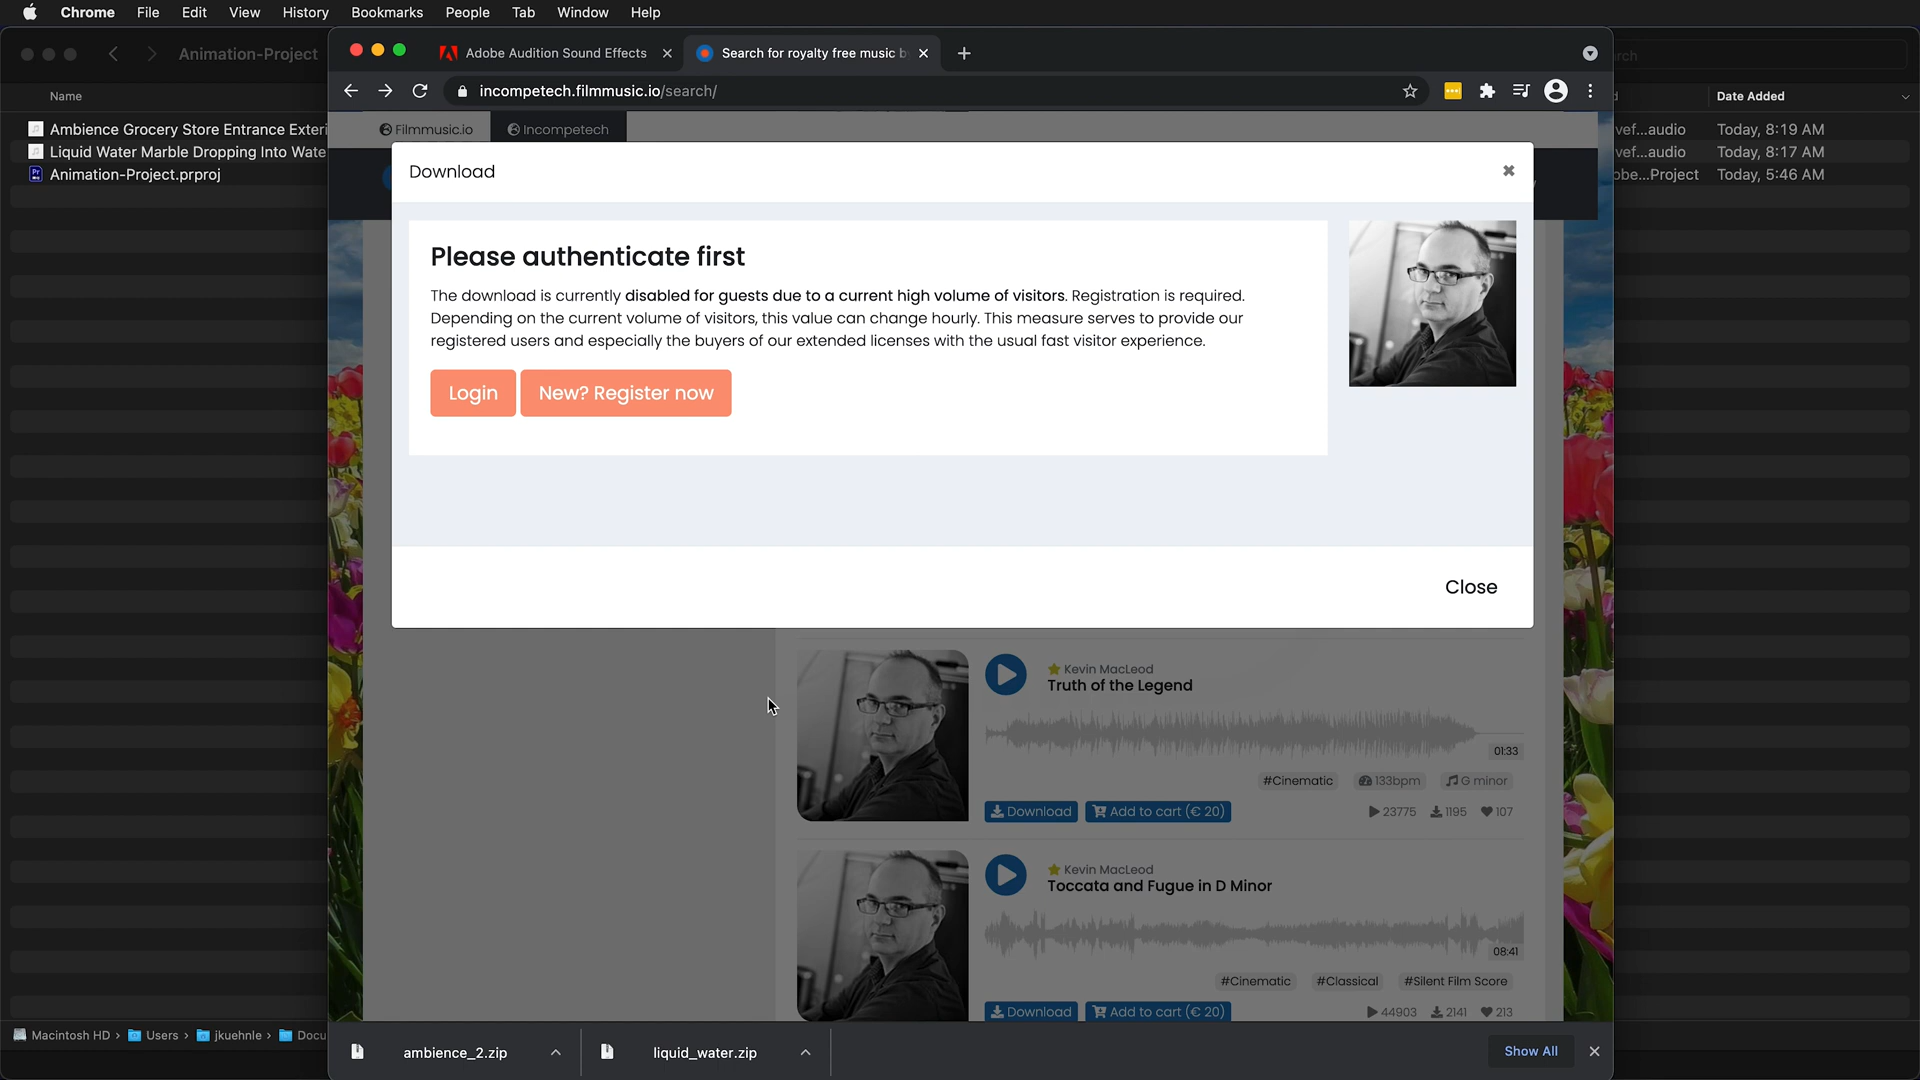 Chrome File Edit View History Bookmarks People Tab Window Help
Animation-Project
Adobe Audition Sound Effects
Search for royalty free music b
incompetech.filmmusic.io/search/
Name
Date Added
Ambience Grocery Store Entrance Exteri
vef...audio Today, 8:19 AM
Liquid Water Marble Dropping Into Wate
vef...audio Today, 8:17 AM
Animation-Project.prproj
obe...Project Today, 5:46 AM
Filmmusic.io Incompetech
Download
Please authenticate first
The download is currently disabled for guests due to a current high volume of visitors. Registration is required.
Depending on the current volume of visitors, this value can change hourly. This measure serves to provide our
registered users and especially the buyers of our extended licenses with the usual fast visitor experience.
Login New? Register now
Close
Kevin MacLeod
Truth of the Legend
01:33
#Cinematic 133bpm G minor
Download Add to cart (€ 20) 23775 1195 107
Kevin MacLeod
Toccata and Fugue in D Minor
08:41
#Cinematic #Classical #Silent Film Score
Download Add to cart (€ 20) 44903 2141 213
Macintosh HD › Users › jkuehnle › Docu
ambience_2.zip liquid_water.zip Show All